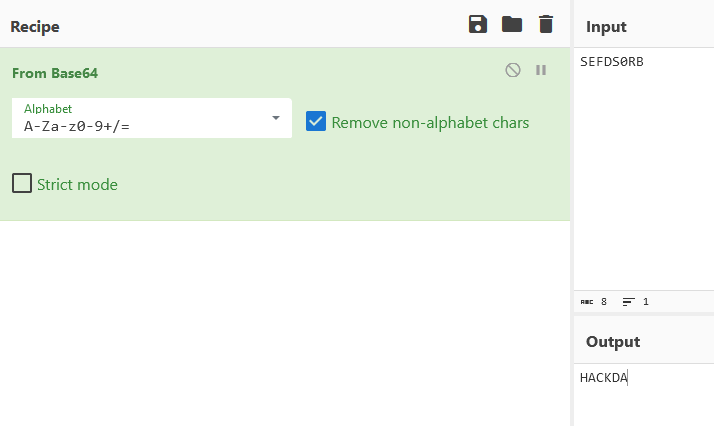 Recipe
From Base64
Alphabet
A-Za-z0-9+/=
Remove non-alphabet chars
Strict mode
Input
SEFDS0RB
ABC 8 1
Output
HACKDA